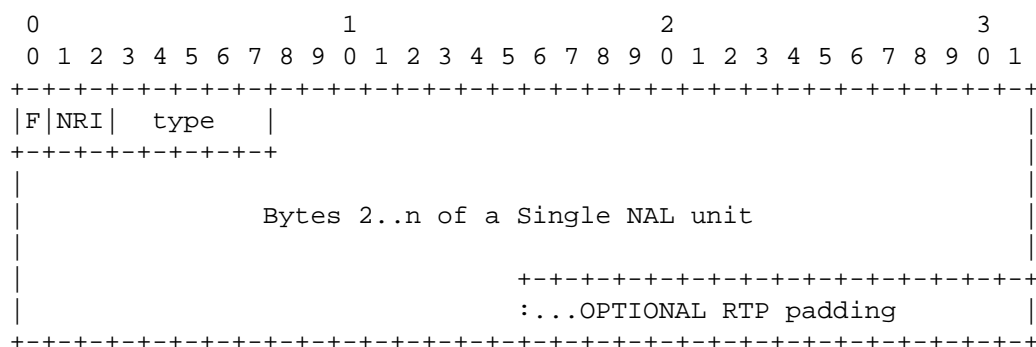 0                   1                   2                   3
 0 1 2 3 4 5 6 7 8 9 0 1 2 3 4 5 6 7 8 9 0 1 2 3 4 5 6 7 8 9 0 1
+-+-+-+-+-+-+-+-+-+-+-+-+-+-+-+-+-+-+-+-+-+-+-+-+-+-+-+-+-+-+-+-+
|F|NRI|  type   |                                               |
+-+-+-+-+-+-+-+-+                                               |
|                                                               |
|               Bytes 2..n of a Single NAL unit                 |
|                                                               |
|                               +-+-+-+-+-+-+-+-+-+-+-+-+-+-+-+-+
|                               :...OPTIONAL RTP padding        |
+-+-+-+-+-+-+-+-+-+-+-+-+-+-+-+-+-+-+-+-+-+-+-+-+-+-+-+-+-+-+-+-+